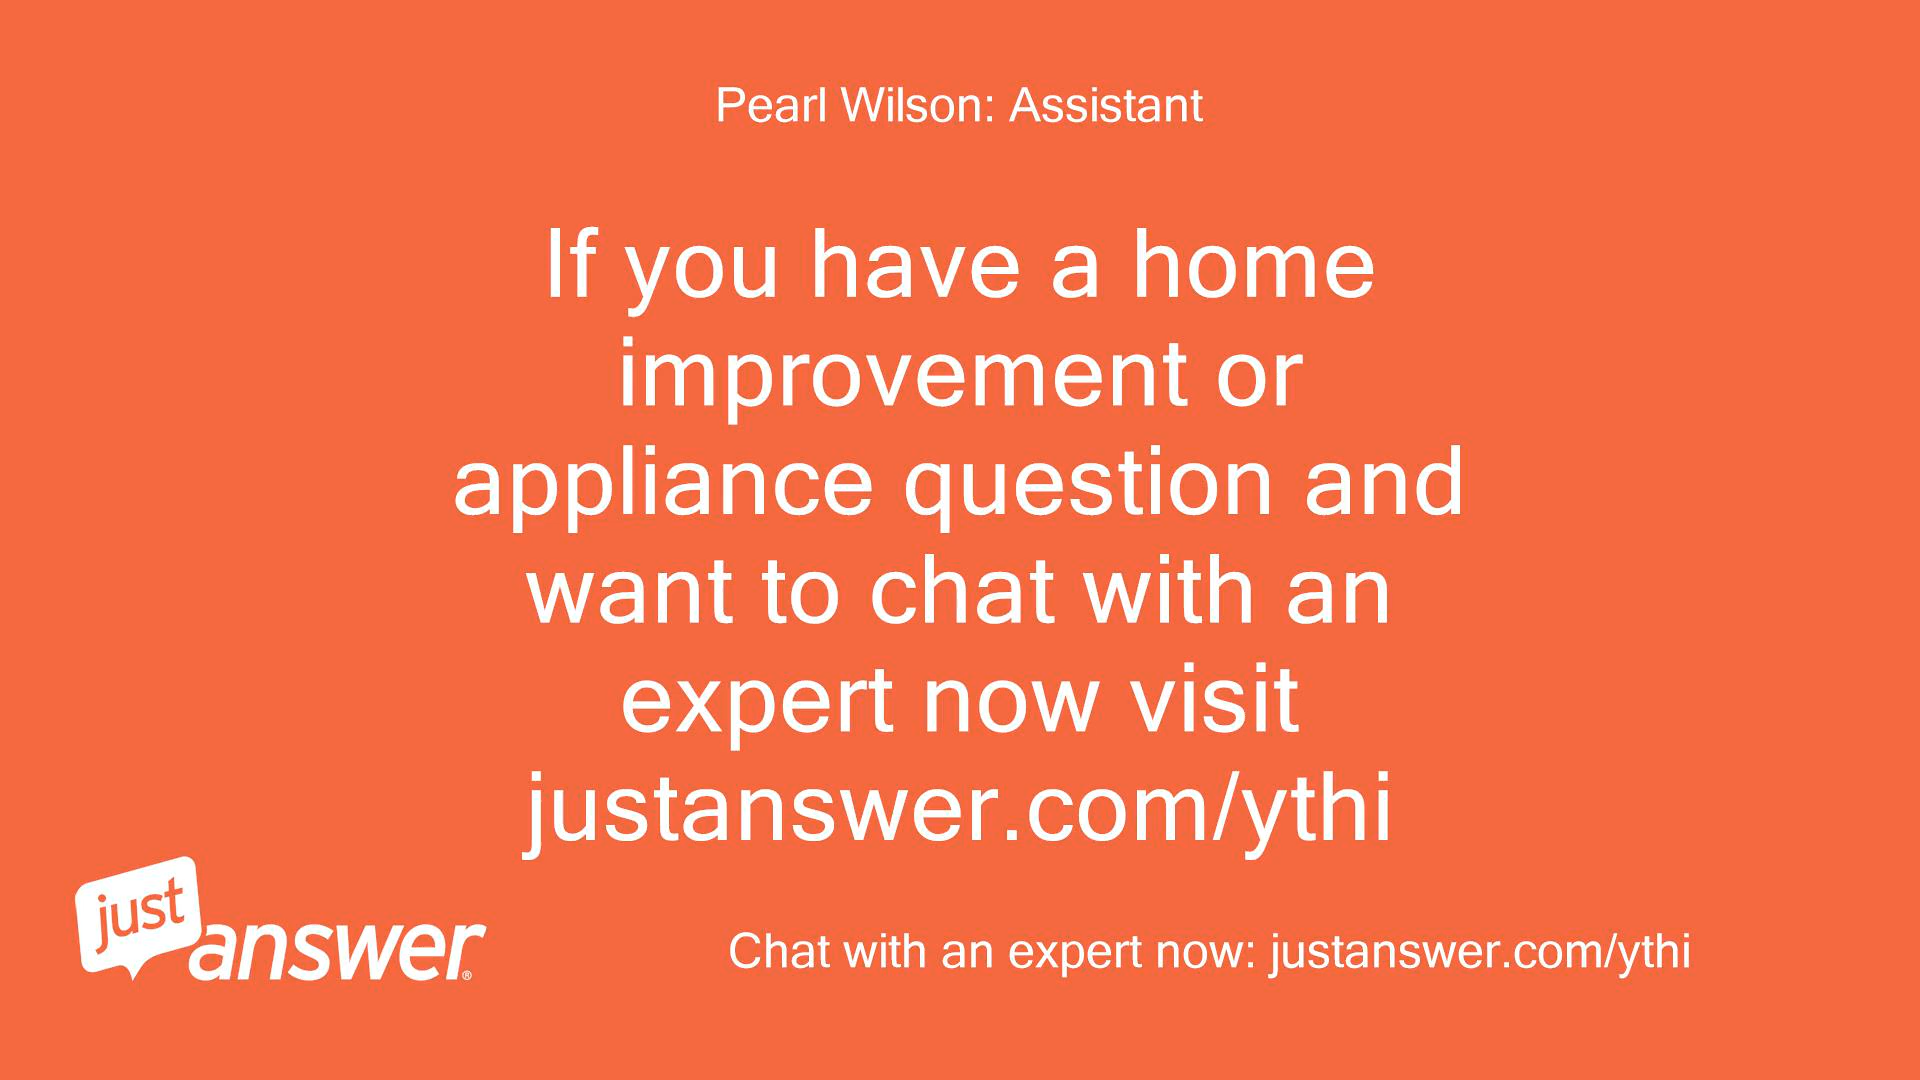 Pearl Wilson: Assistant
If you have a home
improvement or
appliance question and
want to chat with an
expert now visit
justanswer.com/ythi
just
answer®
Chat with an expert now: justanswer.com/ythi